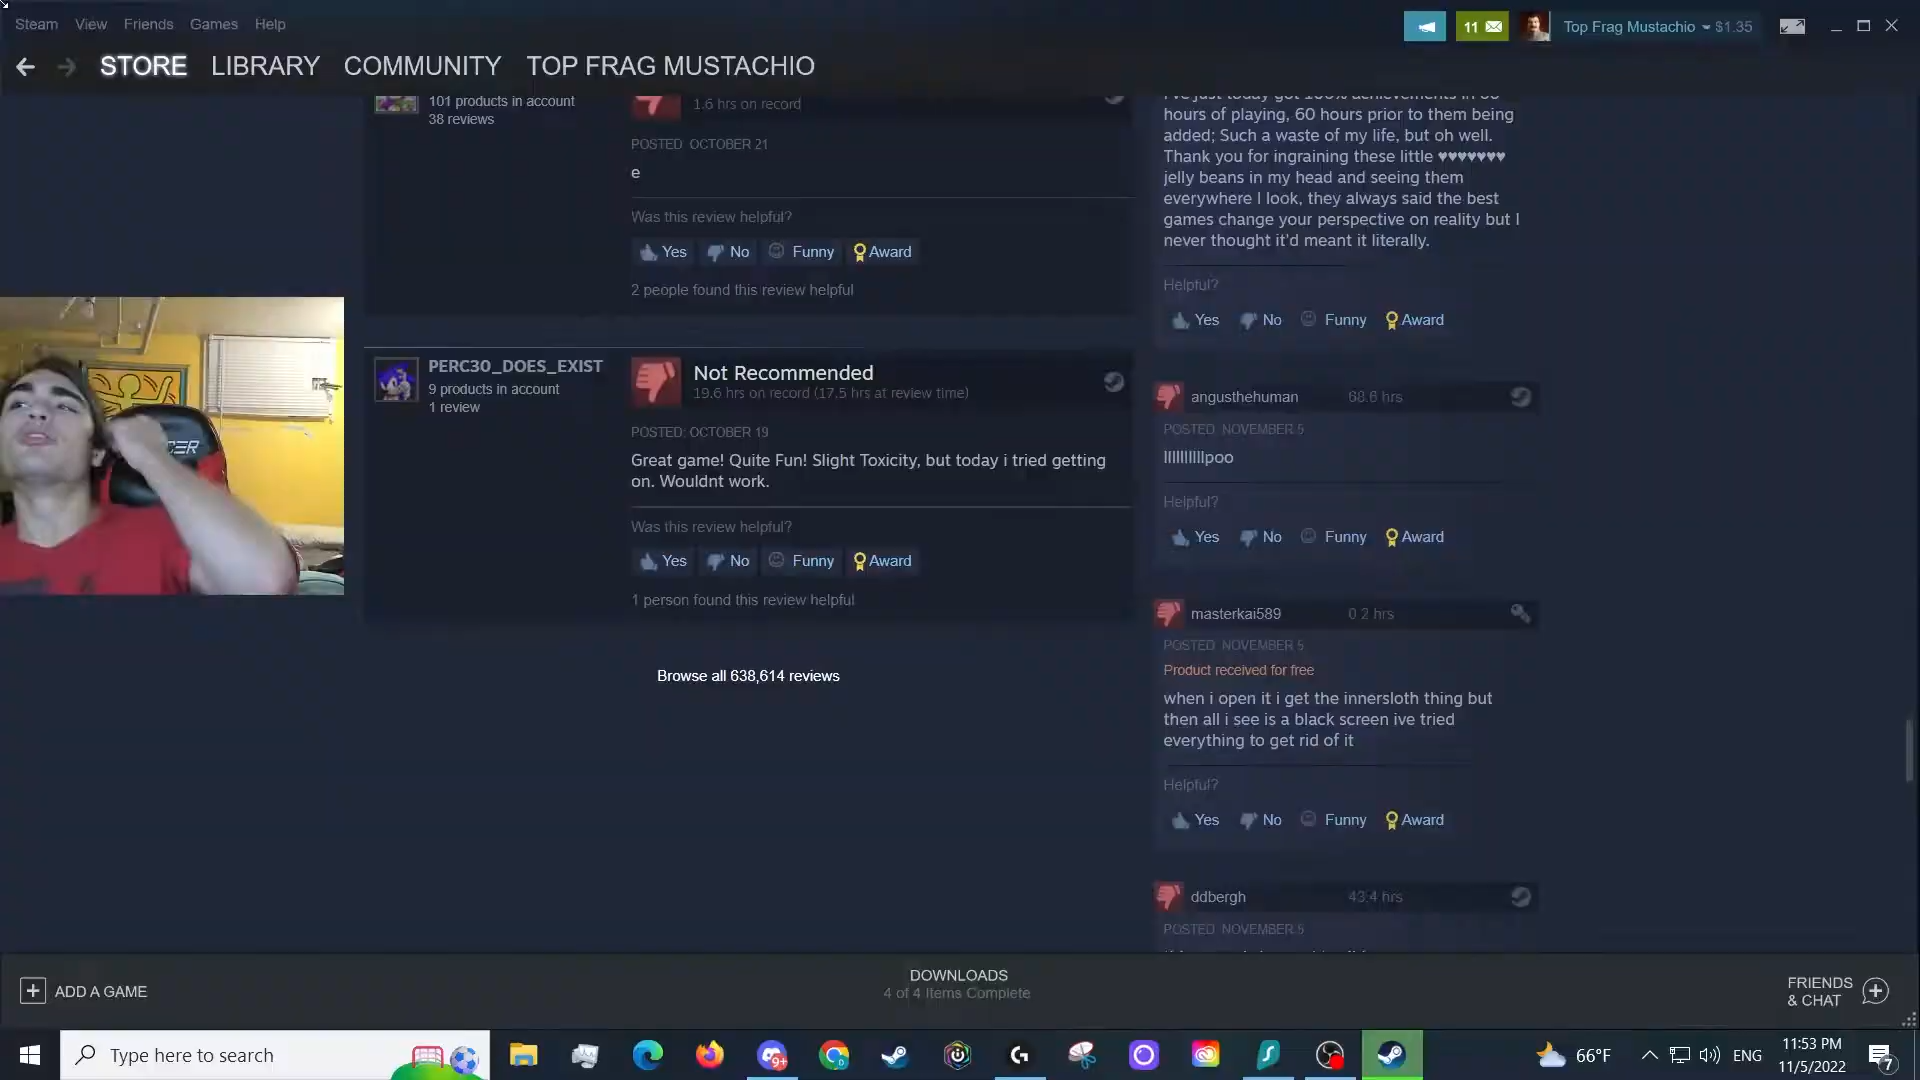 Steam View Friends Games Help
11 Top Frag Mustachio $1.35
STORE LIBRARY COMMUNITY TOP FRAG MUSTACHIO
101 products in account
38 reviews
1.6 hrs on record
POSTED: OCTOBER 21
e
Was this review helpful?
Yes No Funny Award
2 people found this review helpful
PERC30_DOES_EXIST
9 products in account
1 review
Not Recommended
19.6 hrs on record (17.5 hrs at review time)
POSTED: OCTOBER 19
Great game! Quite Fun! Slight Toxicity, but today i tried getting
on. Wouldnt work.
Was this review helpful?
Yes No Funny Award
1 person found this review helpful
Browse all 638,614 reviews
hours of playing, 60 hours prior to them being
added; Such a waste of my life, but oh well.
Thank you for ingraining these little ♥♥♥♥♥♥♥
jelly beans in my head and seeing them
everywhere I look, they always said the best
games change your perspective on reality but I
never thought it'd meant it literally.
Helpful?
Yes No Funny Award
angusthehuman 68.6 hrs
POSTED: NOVEMBER 5
llllllllllpoo
Helpful?
Yes No Funny Award
masterkai589 0.2 hrs
POSTED: NOVEMBER 5
Product received for free
when i open it i get the innersloth thing but
then all i see is a black screen ive tried
everything to get rid of it
Helpful?
Yes No Funny Award
ddbergh 43.4 hrs
POSTED: NOVEMBER 5
ADD A GAME
DOWNLOADS
4 of 4 Items Complete
FRIENDS
& CHAT
Type here to search
9+
66°F
ENG
11:53 PM
11/5/2022
7